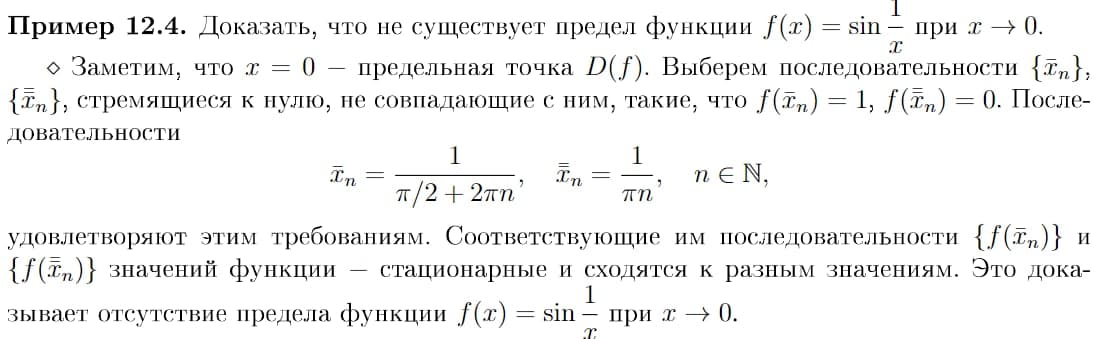 Пример 12.4. Доказать, что не существует предел функции $f(x) = \sin \frac{1}{x}$ при $x \to 0$.
⋄ Заметим, что $x = 0$ − предельная точка $D(f)$. Выберем последовательности $\{\bar{x}_n\}$,
$\{\bar{\bar{x}}_n\}$, стремящиеся к нулю, не совпадающие с ним, такие, что $f(\bar{x}_n) = 1$, $f(\bar{\bar{x}}_n) = 0$. После-
довательности
$\bar{x}_n = \frac{1}{\pi/2 + 2\pi n}, \quad \bar{\bar{x}}_n = \frac{1}{\pi n}, \quad n \in \mathbb{N},$
удовлетворяют этим требованиям. Соответствующие им последовательности $\{f(\bar{x}_n)\}$ и
$\{f(\bar{\bar{x}}_n)\}$ значений функции − стационарные и сходятся к разным значениям. Это дока-
зывает отсутствие предела функции $f(x) = \sin \frac{1}{x}$ при $x \to 0$.